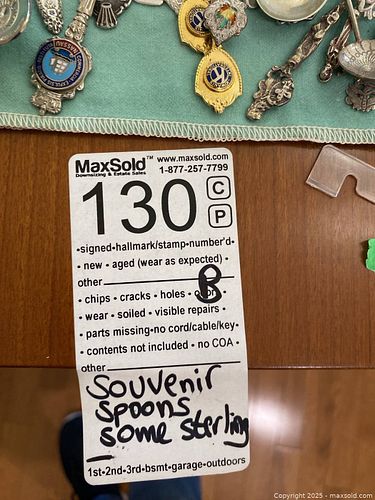 MaxSold™ www.maxsold.com
Downsizing & Estate Sales 1-877-257-7799
130 C
P
•signed•hallmark/stamp•number'd•
• new • aged (wear as expected) •
other
B
• chips • cracks • holes • odors •
• wear • soiled • visible repairs •
• parts missing•no cord/cable/key•
• contents not included • no COA •
other
Souvenir
spoons
some sterling
1st•2nd•3rd•bsmt•garage•outdoors
Copyright 2025 - maxsold.com